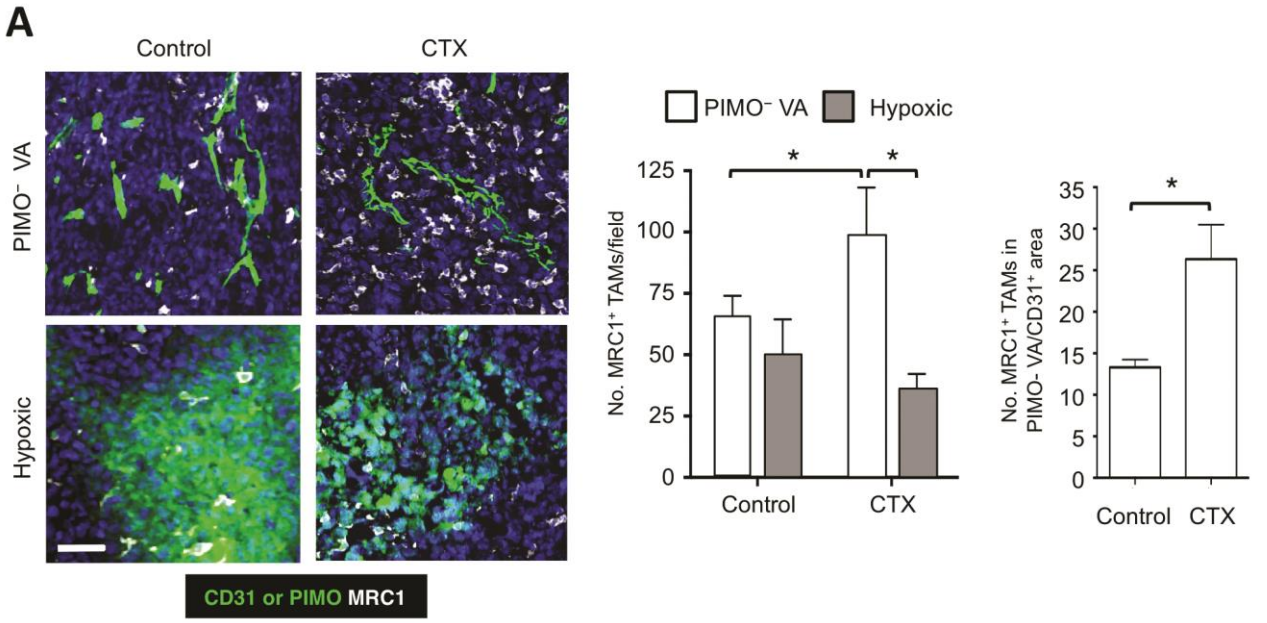 A
Control
CTX
PIMO⁻ VA
Hypoxic
CD31 or PIMO MRC1
PIMO⁻ VA
Hypoxic
No. MRC1⁺ TAMs/field
125
100
75
50
25
0
*
*
Control
CTX
No. MRC1⁺ TAMs in
PIMO- VA/CD31⁺ area
35
30
25
20
15
10
5
0
*
Control
CTX